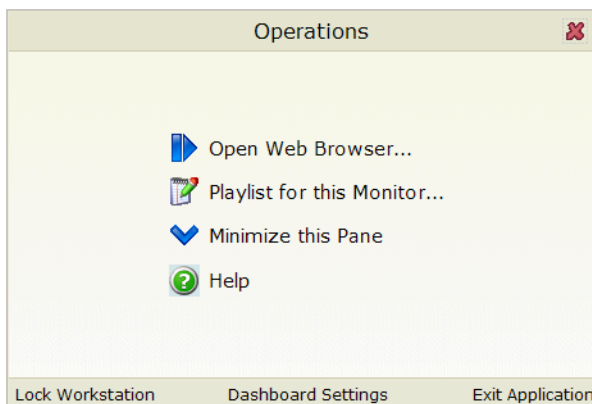 Operations
Open Web Browser...
Playlist for this Monitor...
Minimize this Pane
Help
Lock Workstation Dashboard Settings Exit Application